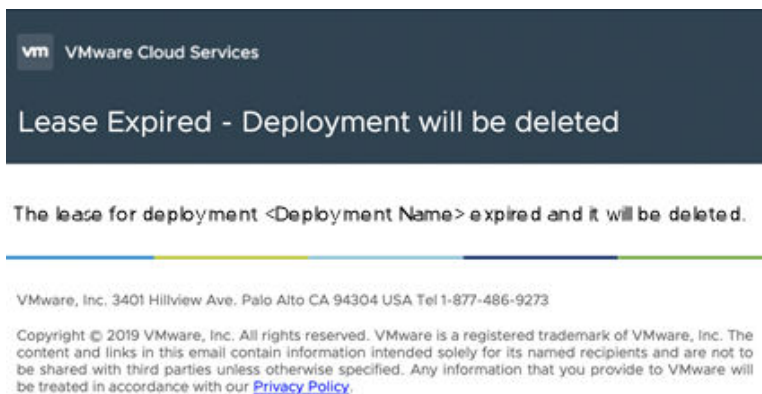 vm VMware Cloud Services
Lease Expired - Deployment will be deleted
The lease for deployment <Deployment Name> expired and it will be deleted.
VMware, Inc. 3401 Hillview Ave. Palo Alto CA 94304 USA Tel 1-877-486-9273
Copyright © 2019 VMware, Inc. All rights reserved. VMware is a registered trademark of VMware, Inc. The
content and links in this email contain information intended solely for its named recipients and are not to
be shared with third parties unless otherwise specified. Any information that you provide to VMware will
be treated in accordance with our Privacy Policy.